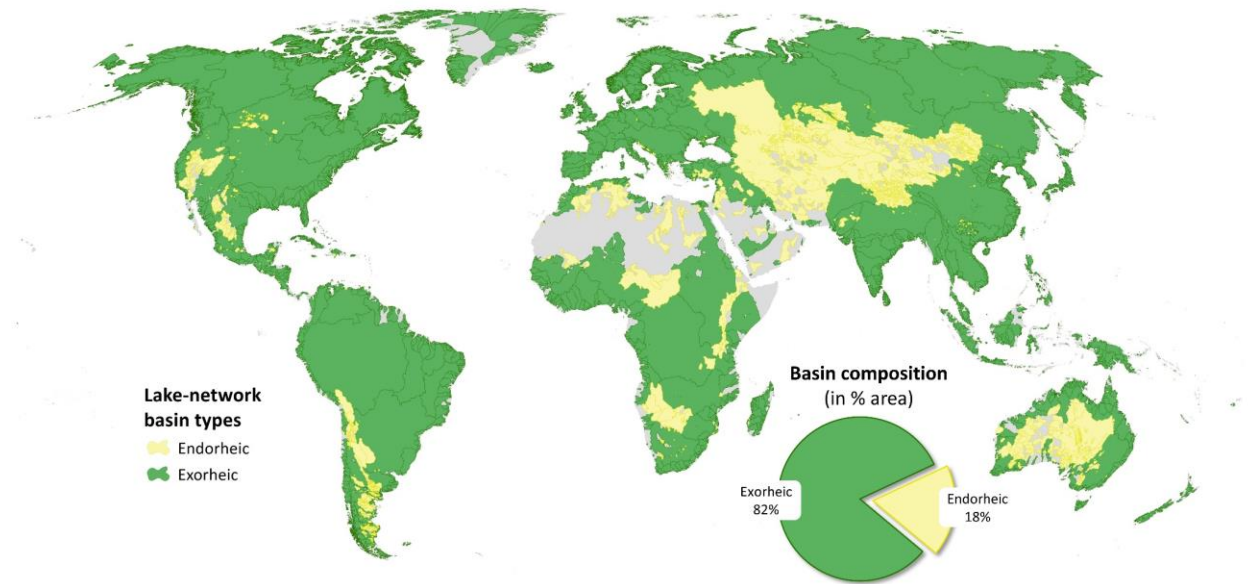 Lake-network
basin types
Endorheic
Exorheic
Basin composition
(in % area)
Exorheic
82%
Endorheic
18%